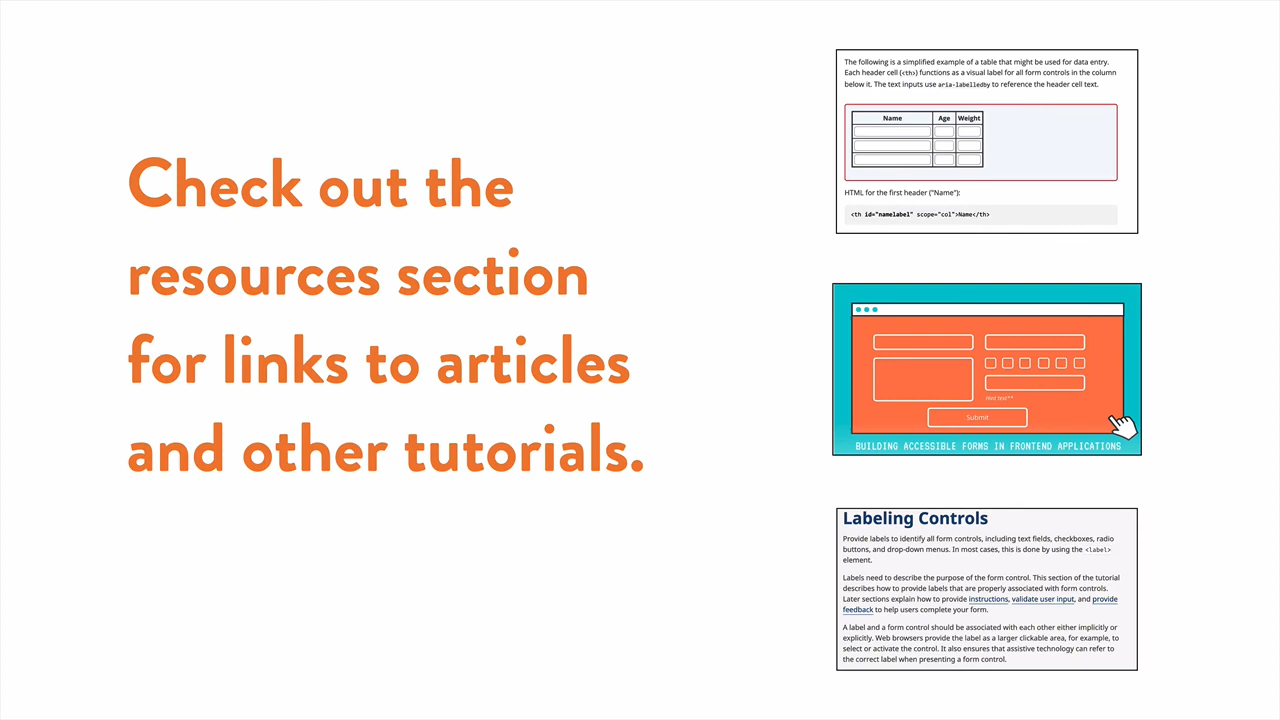 Check out the
resources section
for links to articles
and other tutorials.
The following is a simplified example of a table that might be used for data entry.
Each header cell (<th>) functions as a visual label for all form controls in the column
below it. The text inputs use aria-labelledby to reference the header cell text.
Name Age Weight
HTML for the first header ("Name"):
<th id="namelabel" scope="col">Name</th>
Hint text**
Submit
BUILDING ACCESSIBLE FORMS IN FRONTEND APPLICATIONS
Labeling Controls
Provide labels to identify all form controls, including text fields, checkboxes, radio
buttons, and drop-down menus. In most cases, this is done by using the <label>
element.
Labels need to describe the purpose of the form control. This section of the tutorial
describes how to provide labels that are properly associated with form controls.
Later sections explain how to provide instructions, validate user input, and provide
feedback to help users complete your form.
A label and a form control should be associated with each other either implicitly or
explicitly. Web browsers provide the label as a larger clickable area, for example, to
select or activate the control. It also ensures that assistive technology can refer to
the correct label when presenting a form control.